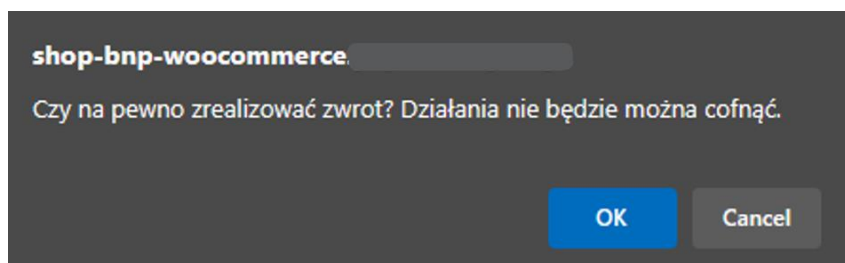 shop-bnp-woocommerce.
Czy na pewno zrealizować zwrot? Działania nie będzie można cofnąć.
OK
Cancel